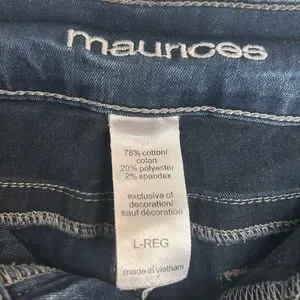 maurices
78% cotton/
coton
20% polyester
2% spandex
exclusive of
decoration/
sauf décoration
L-REG
made in vietnam